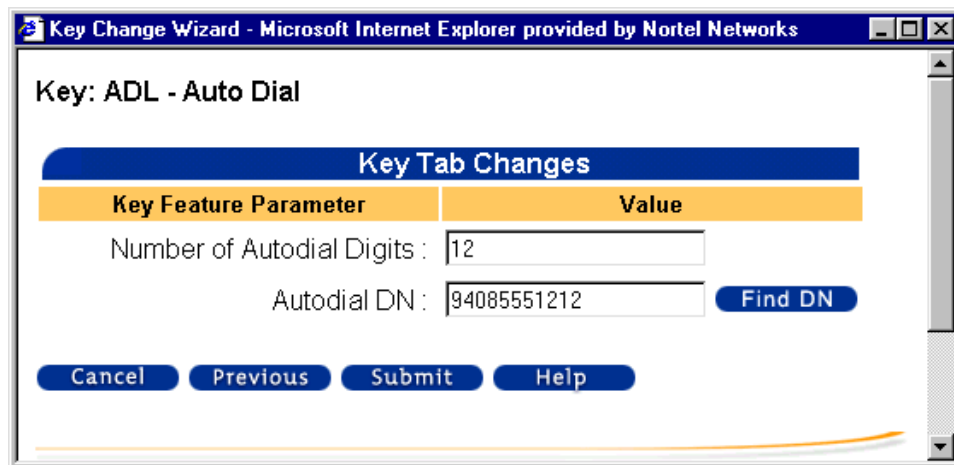 Key Change Wizard - Microsoft Internet Explorer provided by Nortel Networks
Key: ADL - Auto Dial
Key Tab Changes
Key Feature Parameter Value
Number of Autodial Digits : 12
Autodial DN : 94085551212 Find DN
Cancel Previous Submit Help